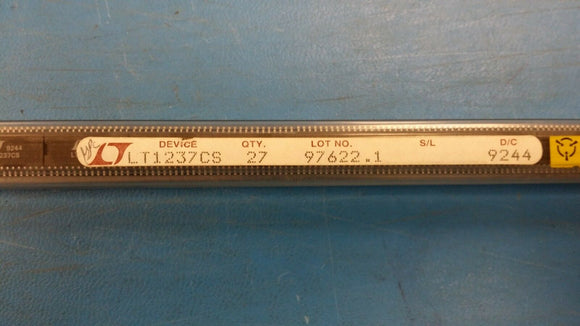 9244
237CS
DEVICE QTY. LOT NO. S/L D/C
LT1237CS 27 97622.1 9244